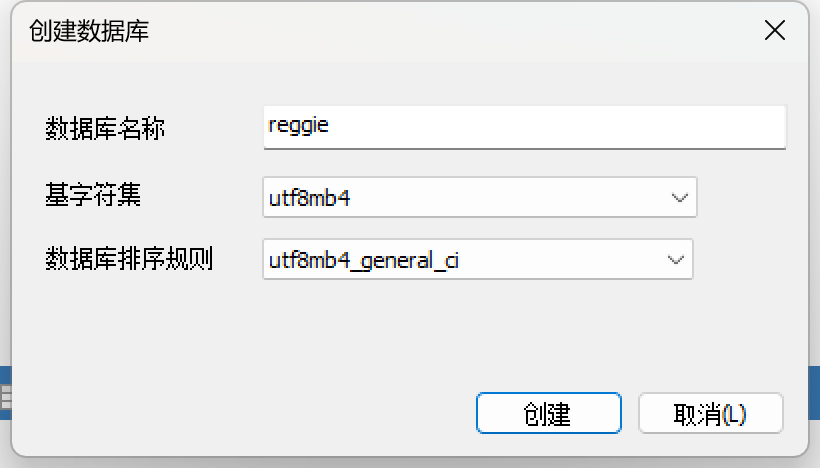 创建数据库
数据库名称 reggie
基字符集 utf8mb4
数据库排序规则 utf8mb4_general_ci
创建 取消(L)